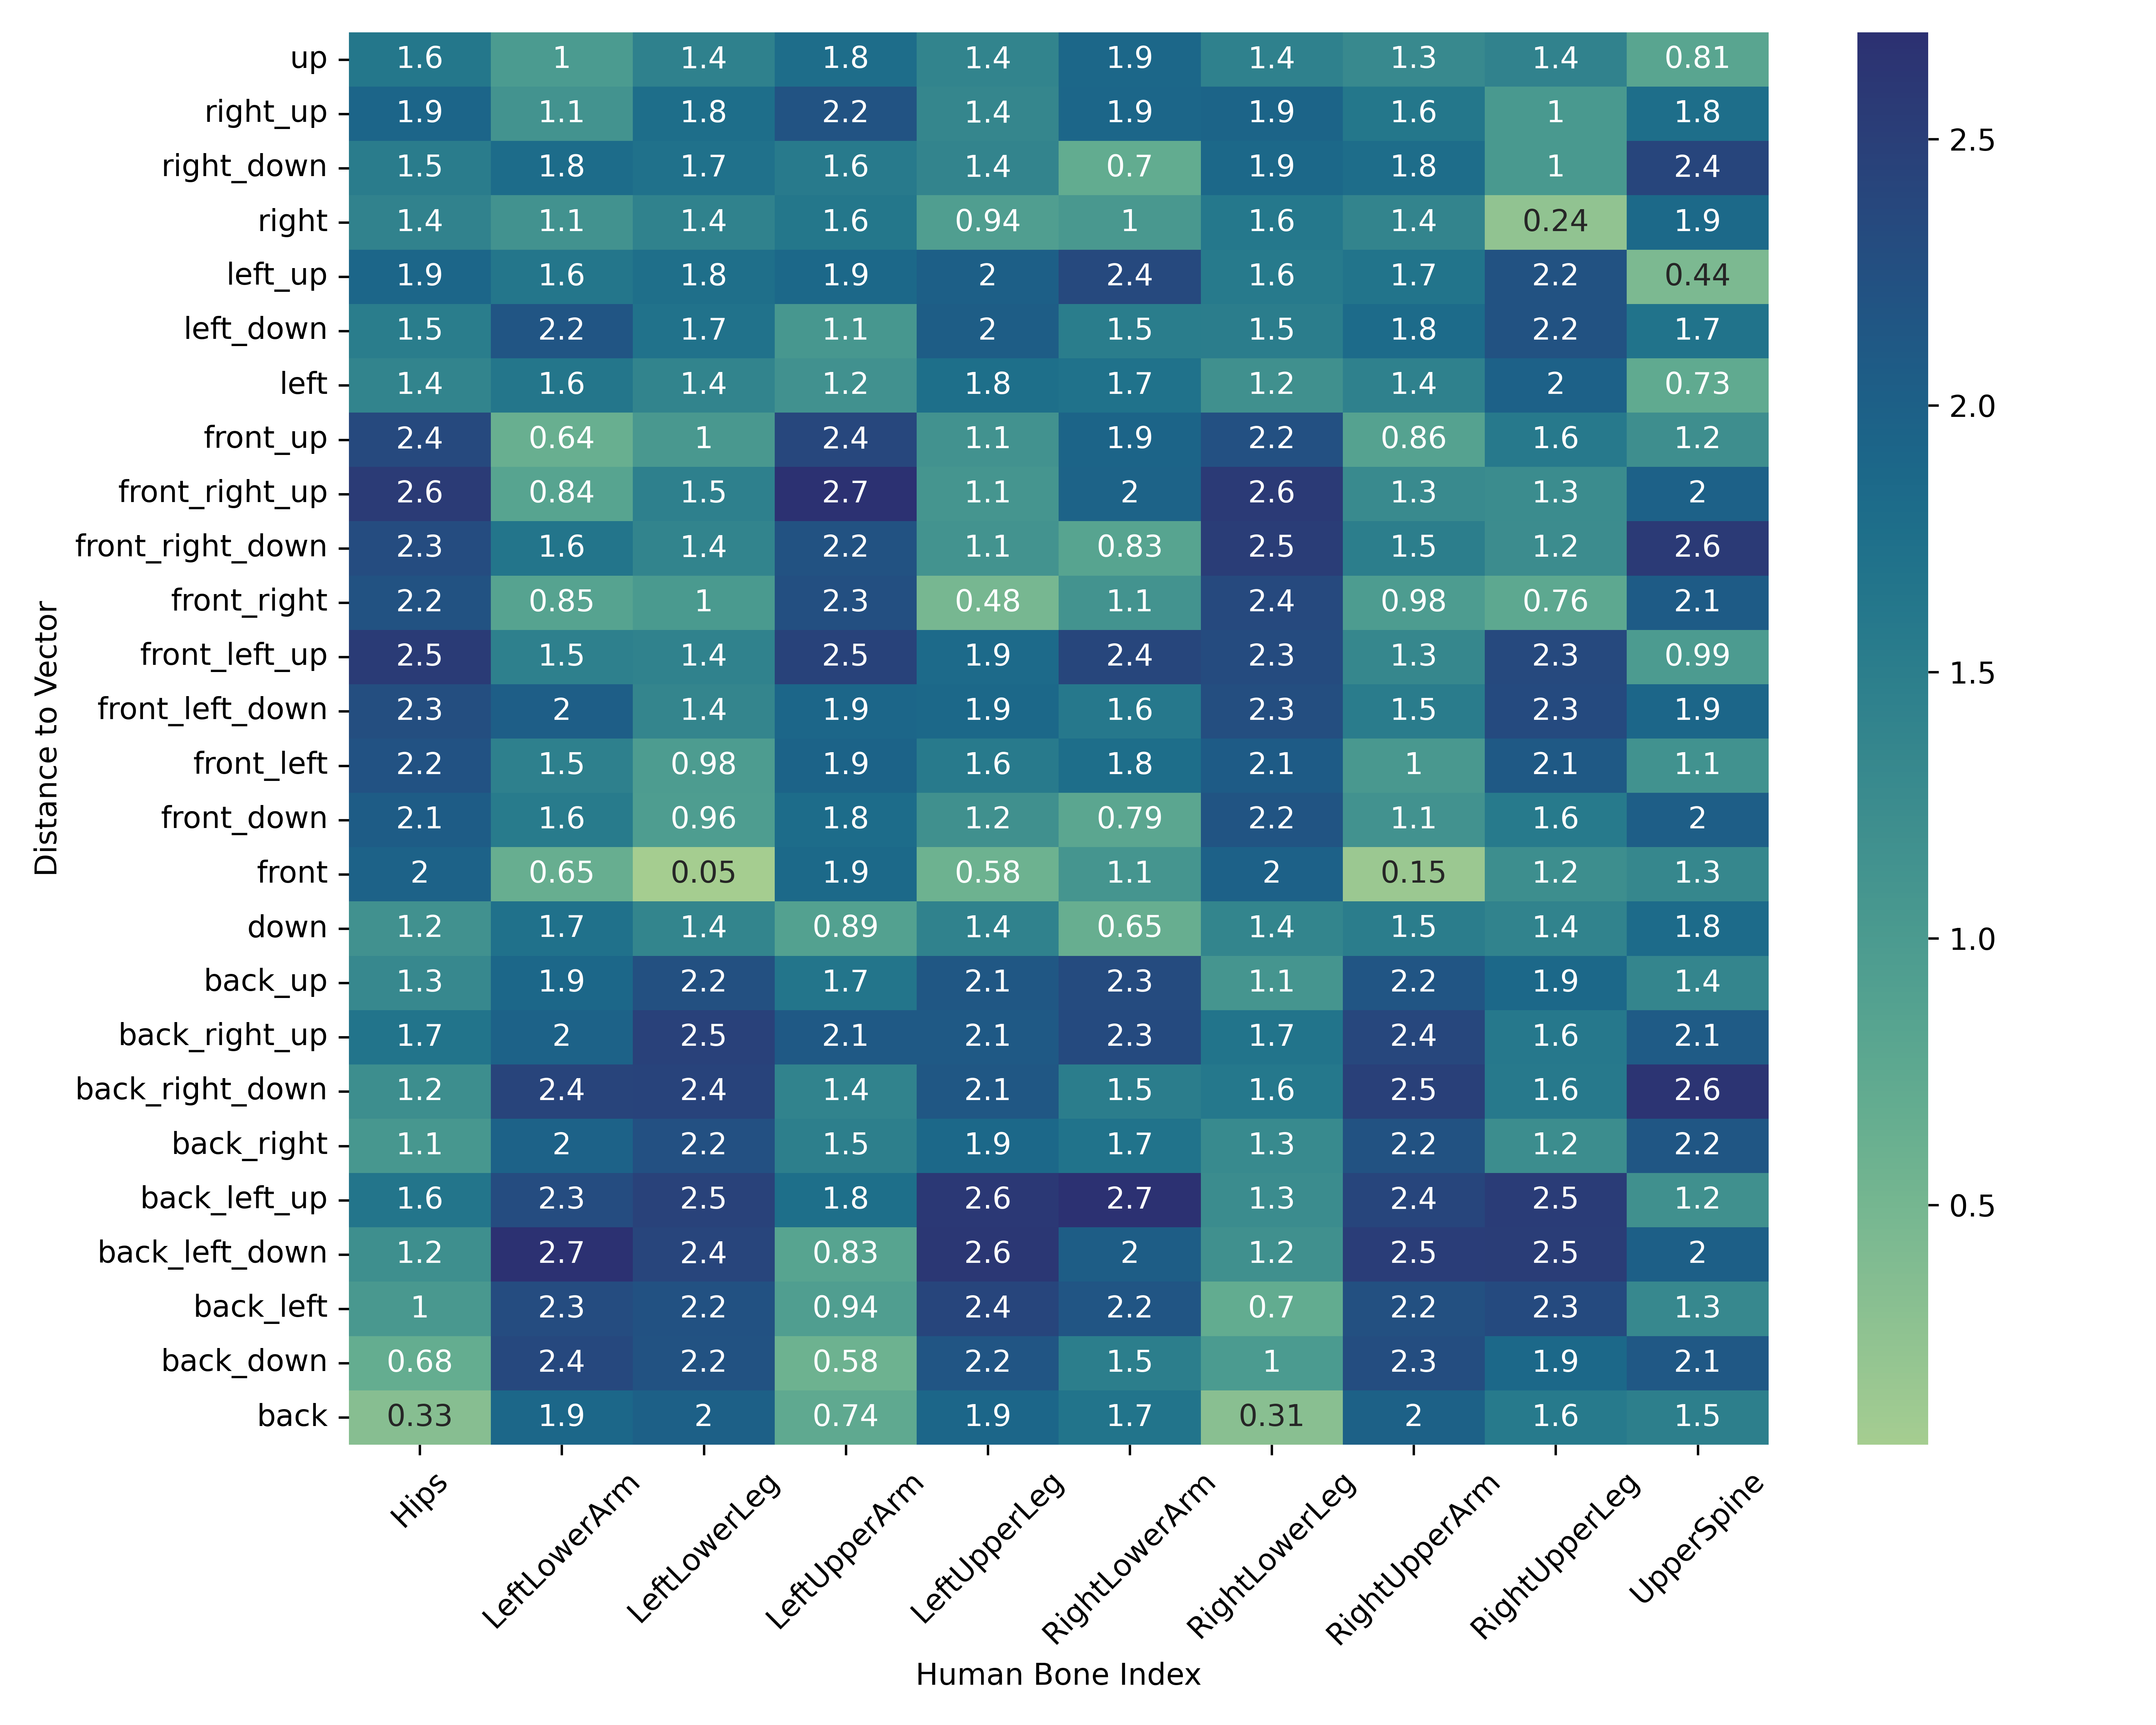 up 1.6 1 1.4 1.8 1.4 1.9 1.4 1.3 1.4 0.81
right_up 1.9 1.1 1.8 2.2 1.4 1.9 1.9 1.6 1 1.8
right_down 1.5 1.8 1.7 1.6 1.4 0.7 1.9 1.8 1 2.4
right 1.4 1.1 1.4 1.6 0.94 1 1.6 1.4 0.24 1.9
left_up 1.9 1.6 1.8 1.9 2 2.4 1.6 1.7 2.2 0.44
left_down 1.5 2.2 1.7 1.1 2 1.5 1.5 1.8 2.2 1.7
left 1.4 1.6 1.4 1.2 1.8 1.7 1.2 1.4 2 0.73
front_up 2.4 0.64 1 2.4 1.1 1.9 2.2 0.86 1.6 1.2
front_right_up 2.6 0.84 1.5 2.7 1.1 2 2.6 1.3 1.3 2
front_right_down 2.3 1.6 1.4 2.2 1.1 0.83 2.5 1.5 1.2 2.6
front_right 2.2 0.85 1 2.3 0.48 1.1 2.4 0.98 0.76 2.1
front_left_up 2.5 1.5 1.4 2.5 1.9 2.4 2.3 1.3 2.3 0.99
front_left_down 2.3 2 1.4 1.9 1.9 1.6 2.3 1.5 2.3 1.9
front_left 2.2 1.5 0.98 1.9 1.6 1.8 2.1 1 2.1 1.1
front_down 2.1 1.6 0.96 1.8 1.2 0.79 2.2 1.1 1.6 2
front 2 0.65 0.05 1.9 0.58 1.1 2 0.15 1.2 1.3
down 1.2 1.7 1.4 0.89 1.4 0.65 1.4 1.5 1.4 1.8
back_up 1.3 1.9 2.2 1.7 2.1 2.3 1.1 2.2 1.9 1.4
back_right_up 1.7 2 2.5 2.1 2.1 2.3 1.7 2.4 1.6 2.1
back_right_down 1.2 2.4 2.4 1.4 2.1 1.5 1.6 2.5 1.6 2.6
back_right 1.1 2 2.2 1.5 1.9 1.7 1.3 2.2 1.2 2.2
back_left_up 1.6 2.3 2.5 1.8 2.6 2.7 1.3 2.4 2.5 1.2
back_left_down 1.2 2.7 2.4 0.83 2.6 2 1.2 2.5 2.5 2
back_left 1 2.3 2.2 0.94 2.4 2.2 0.7 2.2 2.3 1.3
back_down 0.68 2.4 2.2 0.58 2.2 1.5 1 2.3 1.9 2.1
back 0.33 1.9 2 0.74 1.9 1.7 0.31 2 1.6 1.5
Hips LeftLowerArm LeftLowerLeg LeftUpperArm LeftUpperLeg RightLowerArm RightLowerLeg RightUpperArm RightUpperLeg UpperSpine
Human Bone Index
Distance to Vector
2.5
2.0
1.5
1.0
0.5